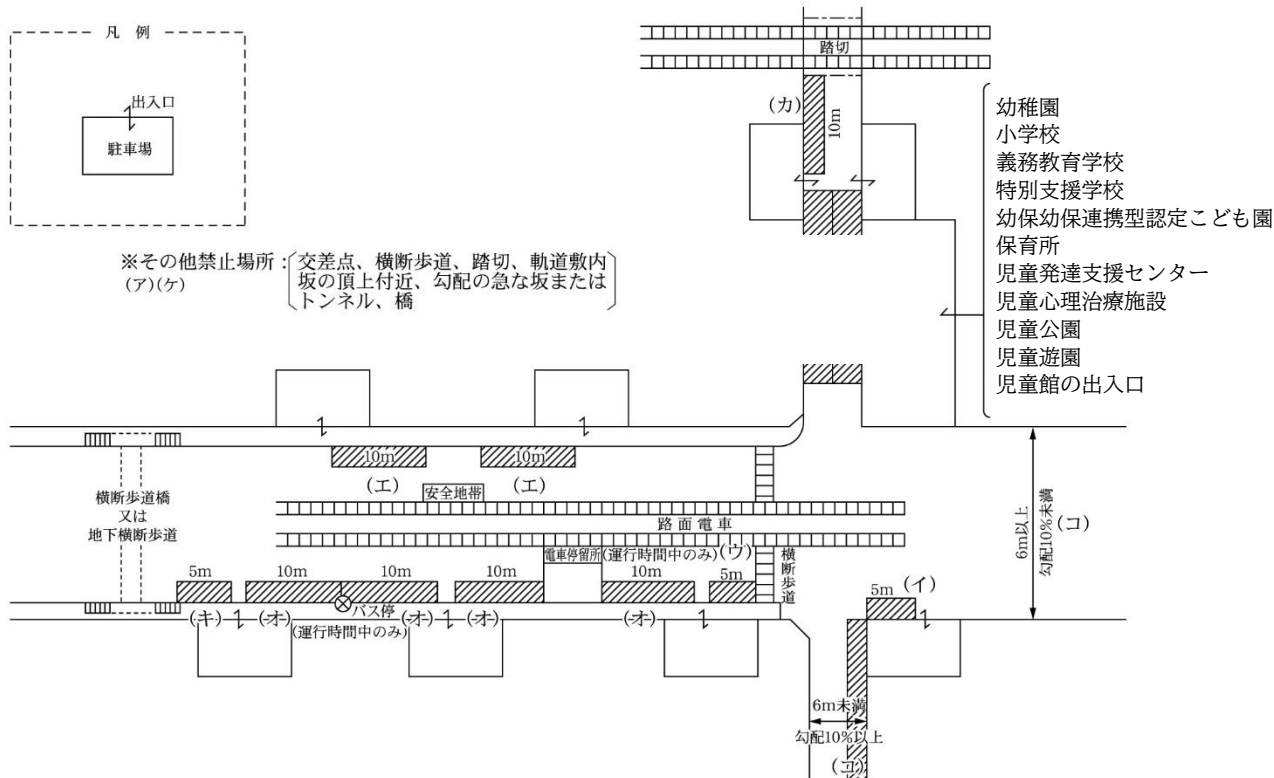 凡 例
出入口
駐車場
踏切
(カ)
10m
幼稚園
小学校
義務教育学校
特別支援学校
幼保幼保連携型認定こども園
保育所
児童発達支援センター
児童心理治療施設
児童公園
児童遊園
児童館の出入口
※その他禁止場所:交差点、横断歩道、踏切、軌道敷内
(ア)(ケ)
坂の頂上付近、勾配の急な坂または
トンネル、橋
10m
10m
(エ)
(エ)
安全地帯
横断歩道橋
又は
地下横断歩道
路面電車
電車停留所(運行時間中のみ)(ウ)
横断歩道
6m以上
勾配10%未満
(コ)
5m
10m
10m
10m
10m
5m
5m
(イ)
バス停
(キ)
(オ)
(運行時間中のみ)
(オ)
(オ)
(オ)
6m未満
勾配10%以上
(コ)